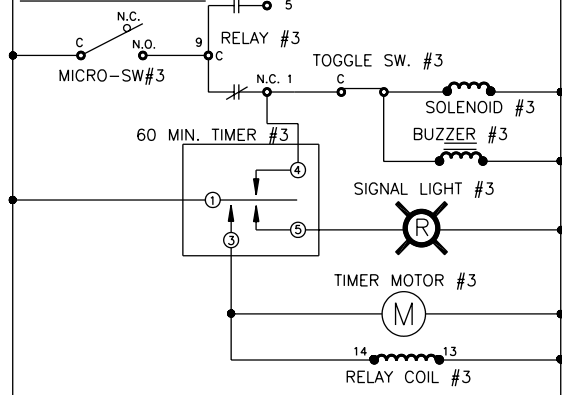 5
N.C.
C
N.O.
9
C
RELAY #3
MICRO-SW#3
TOGGLE SW. #3
N.C. 1
C
SOLENOID #3
60 MIN. TIMER #3
BUZZER #3
4
SIGNAL LIGHT #3
1
3
5
R
TIMER MOTOR #3
M
14
13
RELAY COIL #3